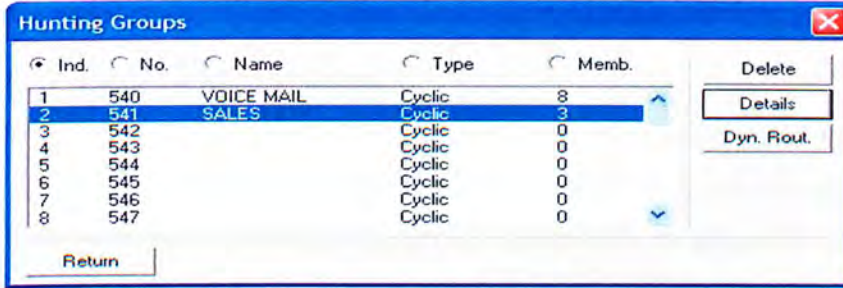 Hunting Groups
Ind. No. Name Type Memb.
1 540 VOICE MAIL Cyclic 8
2 541 SALES Cyclic 3
3 542 Cyclic 0
4 543 Cyclic 0
5 544 Cyclic 0
6 545 Cyclic 0
7 546 Cyclic 0
8 547 Cyclic 0
Delete
Details
Dyn. Rout.
Return